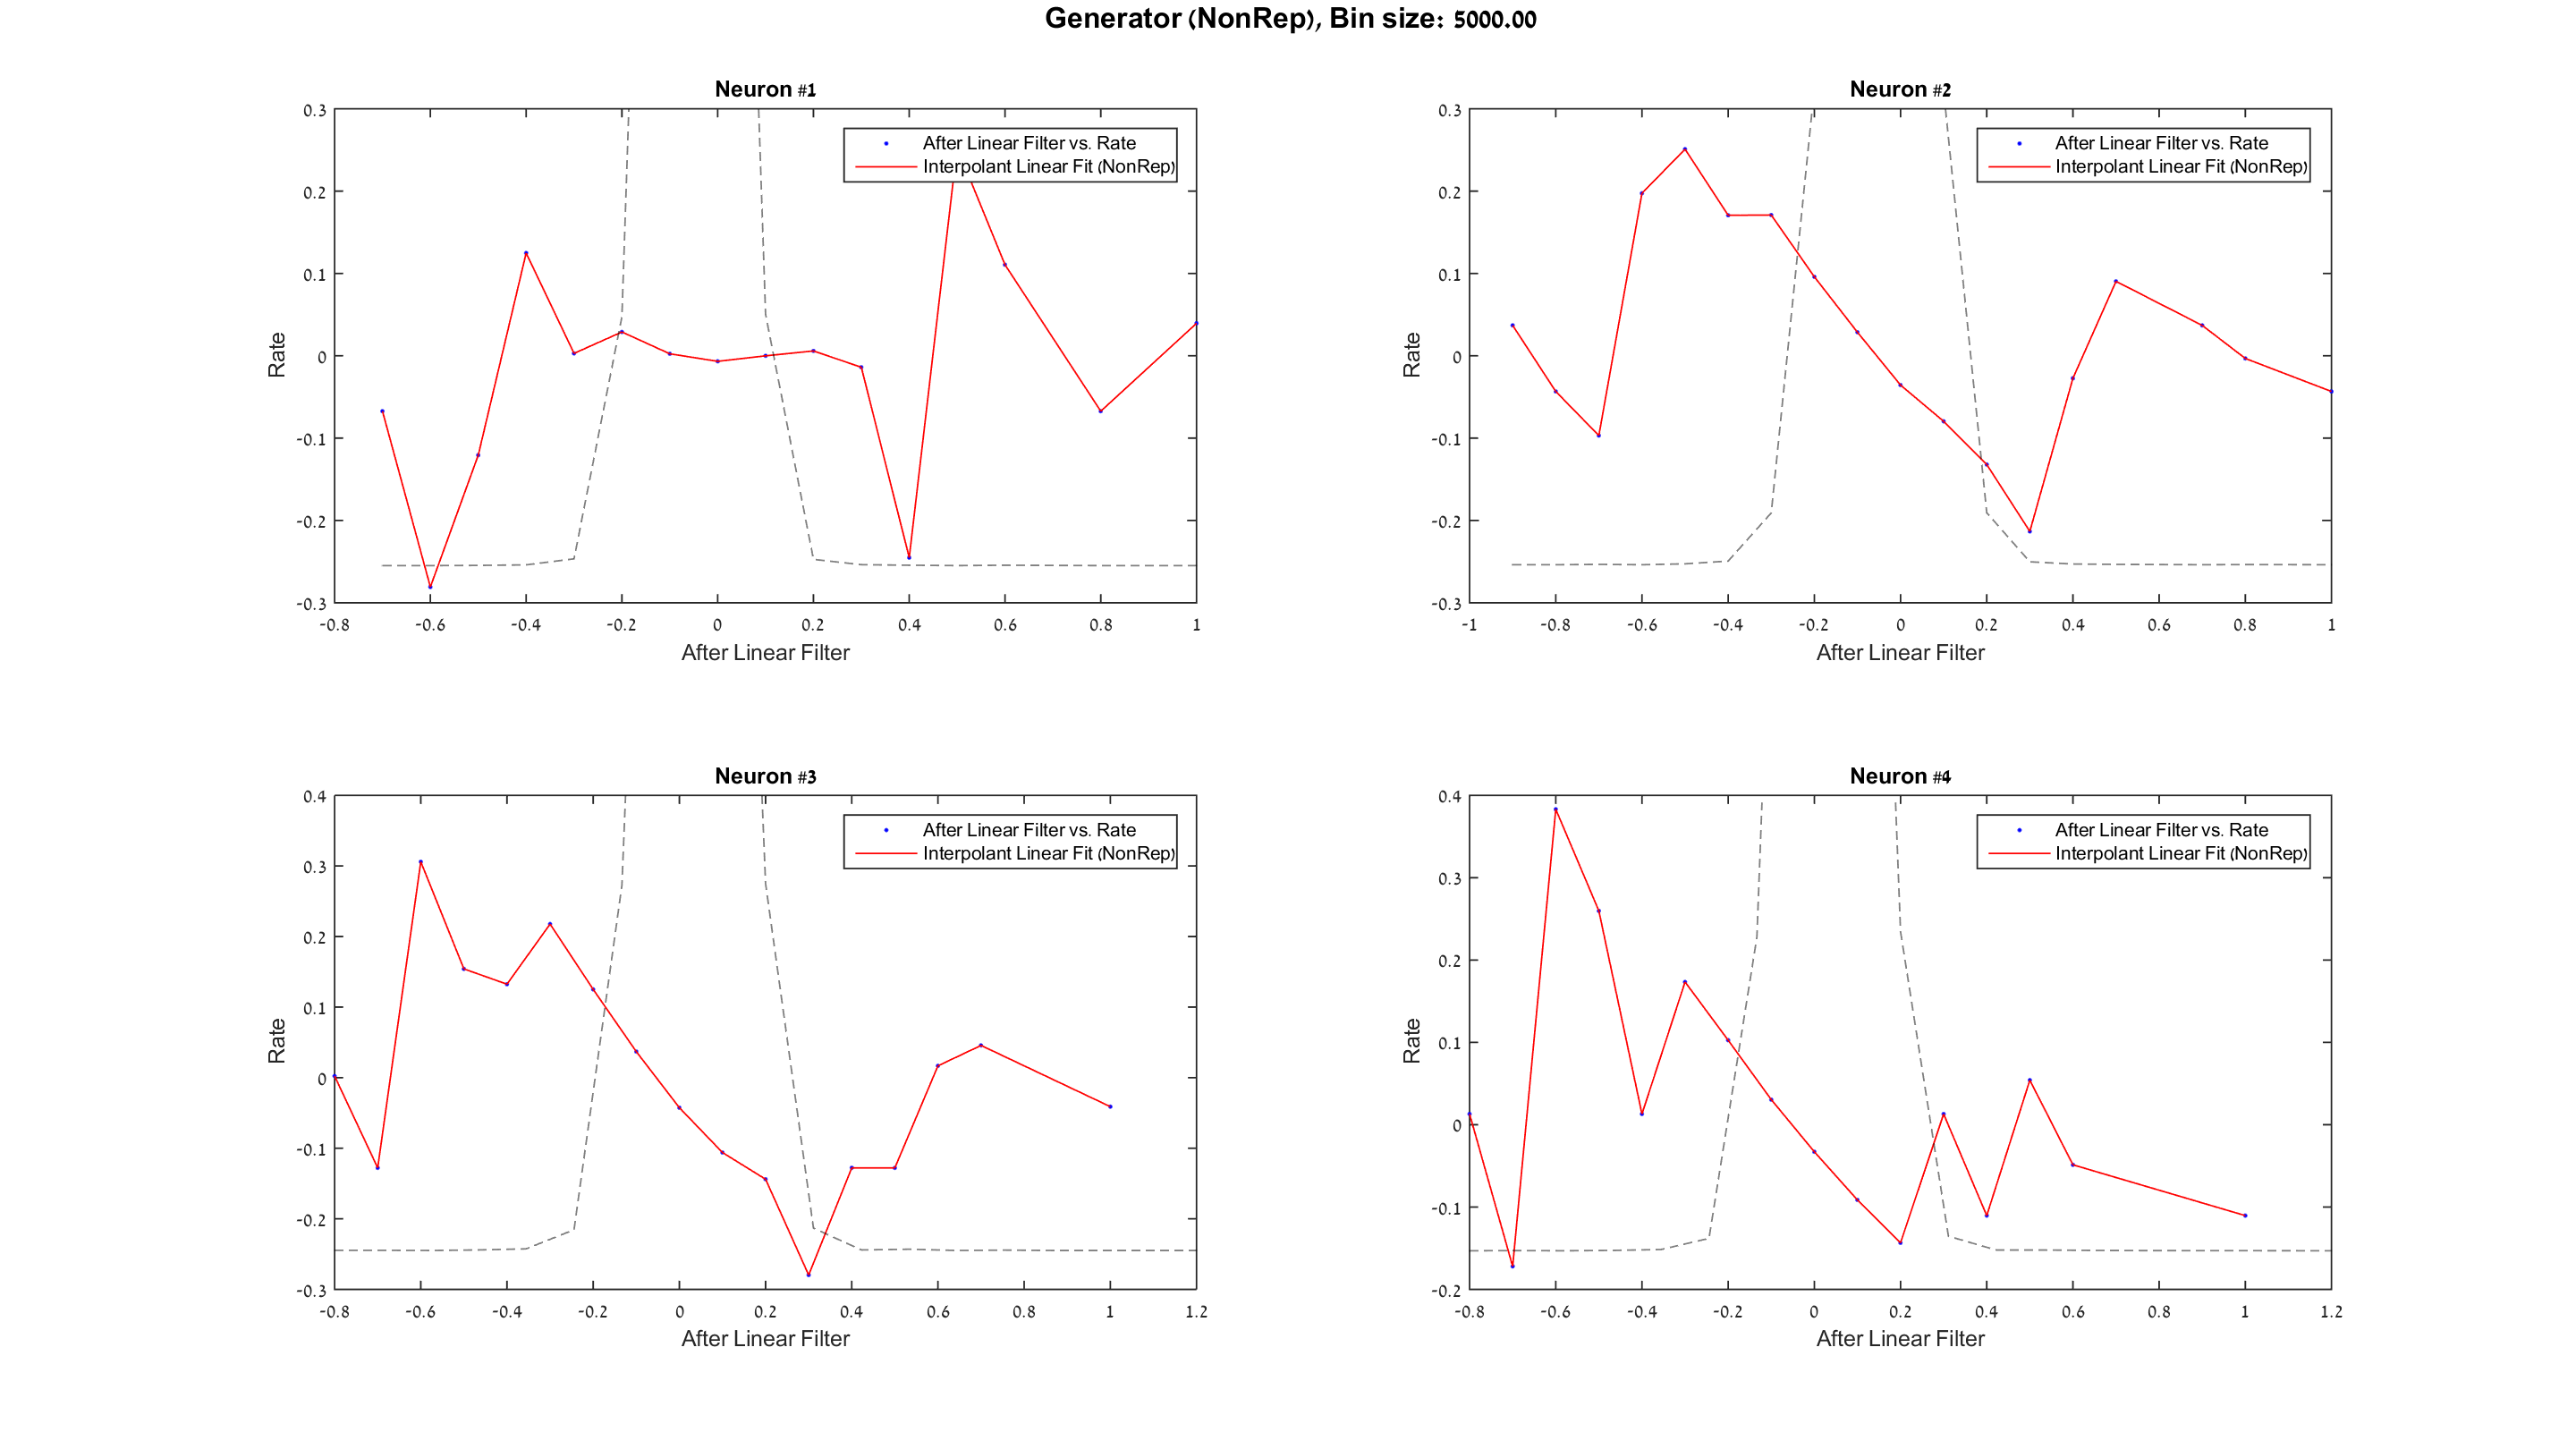 Generator (NonRep), Bin size: 5000.00
Neuron #1
After Linear Filter vs. Rate
Interpolant Linear Fit (NonRep)
0.3
0.2
0.1
0
-0.1
-0.2
-0.3
Rate
-0.8 -0.6 -0.4 -0.2 0 0.2 0.4 0.6 0.8 1
After Linear Filter
Neuron #2
After Linear Filter vs. Rate
Interpolant Linear Fit (NonRep)
0.3
0.2
0.1
0
-0.1
-0.2
-0.3
Rate
-1 -0.8 -0.6 -0.4 -0.2 0 0.2 0.4 0.6 0.8 1
After Linear Filter
Neuron #3
After Linear Filter vs. Rate
Interpolant Linear Fit (NonRep)
0.4
0.3
0.2
0.1
0
-0.1
-0.2
-0.3
Rate
-0.8 -0.6 -0.4 -0.2 0 0.2 0.4 0.6 0.8 1 1.2
After Linear Filter
Neuron #4
After Linear Filter vs. Rate
Interpolant Linear Fit (NonRep)
0.4
0.3
0.2
0.1
0
-0.1
-0.2
Rate
-0.8 -0.6 -0.4 -0.2 0 0.2 0.4 0.6 0.8 1 1.2
After Linear Filter